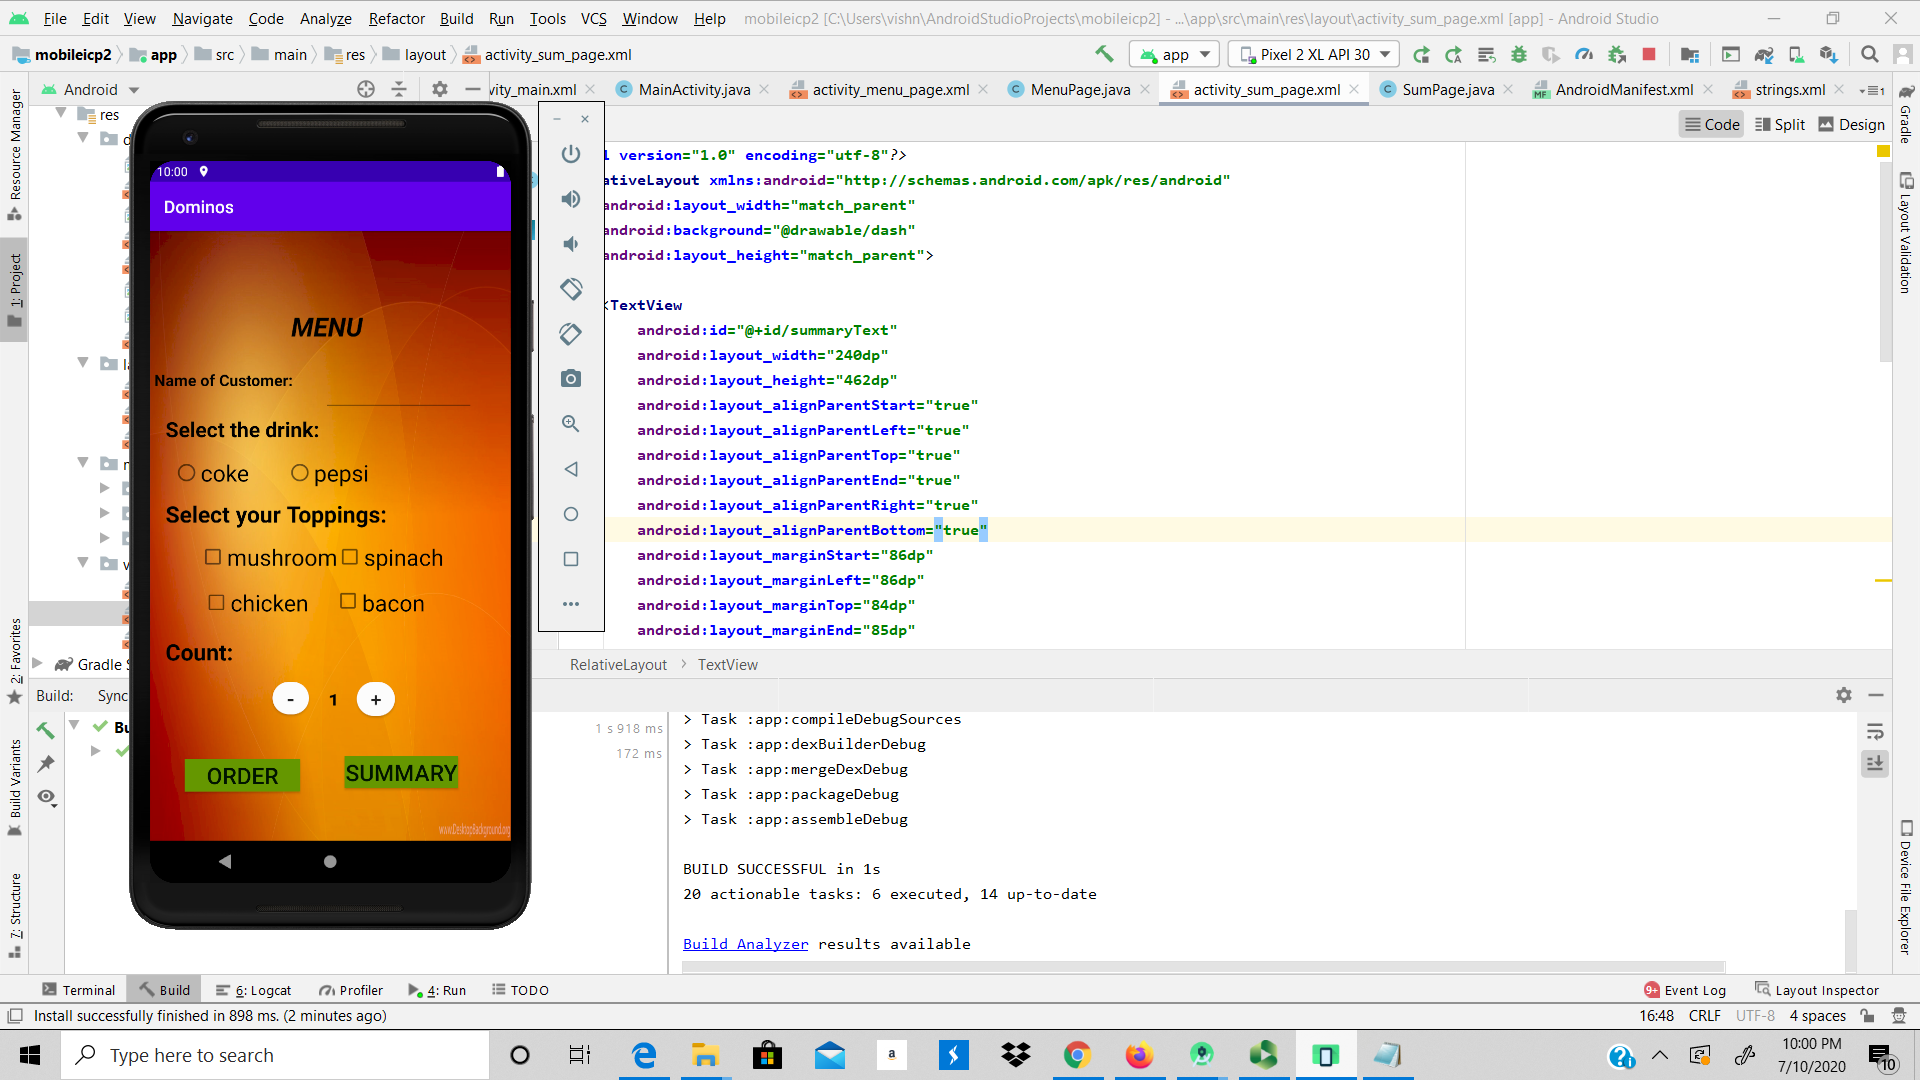 File Edit View Navigate Code Analyze Refactor Build Run Tools VCS Window Help mobileicp2 [C:\Users\vishn\AndroidStudioProjects\mobileicp2] - ...\app\src\main\res\layout\activity_sum_page.xml [app] - Android Studio
mobileicp2 app src main res layout activity_sum_page.xml app Pixel 2 XL API 30
Android vity_main.xml MainActivity.java activity_menu_page.xml MenuPage.java activity_sum_page.xml SumPage.java AndroidManifest.xml strings.xml
Code Split Design
Resource Manager
1: Project
2: Favorites
Build Variants
7: Structure
res
Gradle
Build: Sync
10:00
Dominos
MENU
Name of Customer:
Select the drink:
coke pepsi
Select your Toppings:
mushroom spinach
chicken bacon
Count:
- 1 +
ORDER SUMMARY
www.DesktopBackground.org
version="1.0" encoding="utf-8"?>
ativeLayout xmlns:android="http://schemas.android.com/apk/res/android"
android:layout_width="match_parent"
android:background="@drawable/dash"
android:layout_height="match_parent">
<TextView
android:id="@+id/summaryText"
android:layout_width="240dp"
android:layout_height="462dp"
android:layout_alignParentStart="true"
android:layout_alignParentLeft="true"
android:layout_alignParentTop="true"
android:layout_alignParentEnd="true"
android:layout_alignParentRight="true"
android:layout_alignParentBottom="true"
android:layout_marginStart="86dp"
android:layout_marginLeft="86dp"
android:layout_marginTop="84dp"
android:layout_marginEnd="85dp"
RelativeLayout > TextView
1 s 918 ms
172 ms
> Task :app:compileDebugSources
> Task :app:dexBuilderDebug
> Task :app:mergeDexDebug
> Task :app:packageDebug
> Task :app:assembleDebug
BUILD SUCCESSFUL in 1s
20 actionable tasks: 6 executed, 14 up-to-date
Build Analyzer results available
Gradle
Layout Validation
Device File Explorer
Terminal Build 6: Logcat Profiler 4: Run TODO 9+ Event Log Layout Inspector
Install successfully finished in 898 ms. (2 minutes ago) 16:48 CRLF UTF-8 4 spaces
Type here to search
10:00 PM
7/10/2020
10